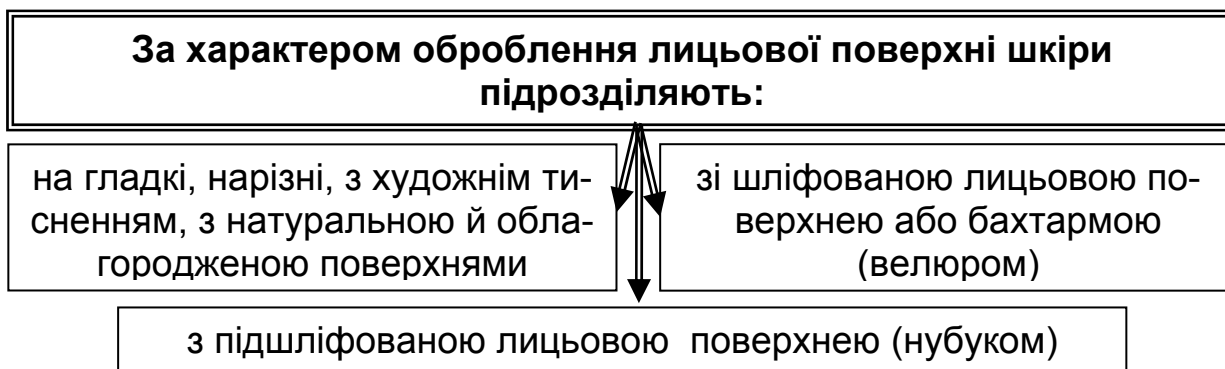 За характером оброблення лицьової поверхні шкіри
підрозділяють:
на гладкі, нарізні, з художнім ти-
сненням, з натуральною й обла-
городженою поверхнями
зі шліфованою лицьовою по-
верхнею або бахтармою
(велюром)
з підшліфованою лицьовою поверхнею (нубуком)